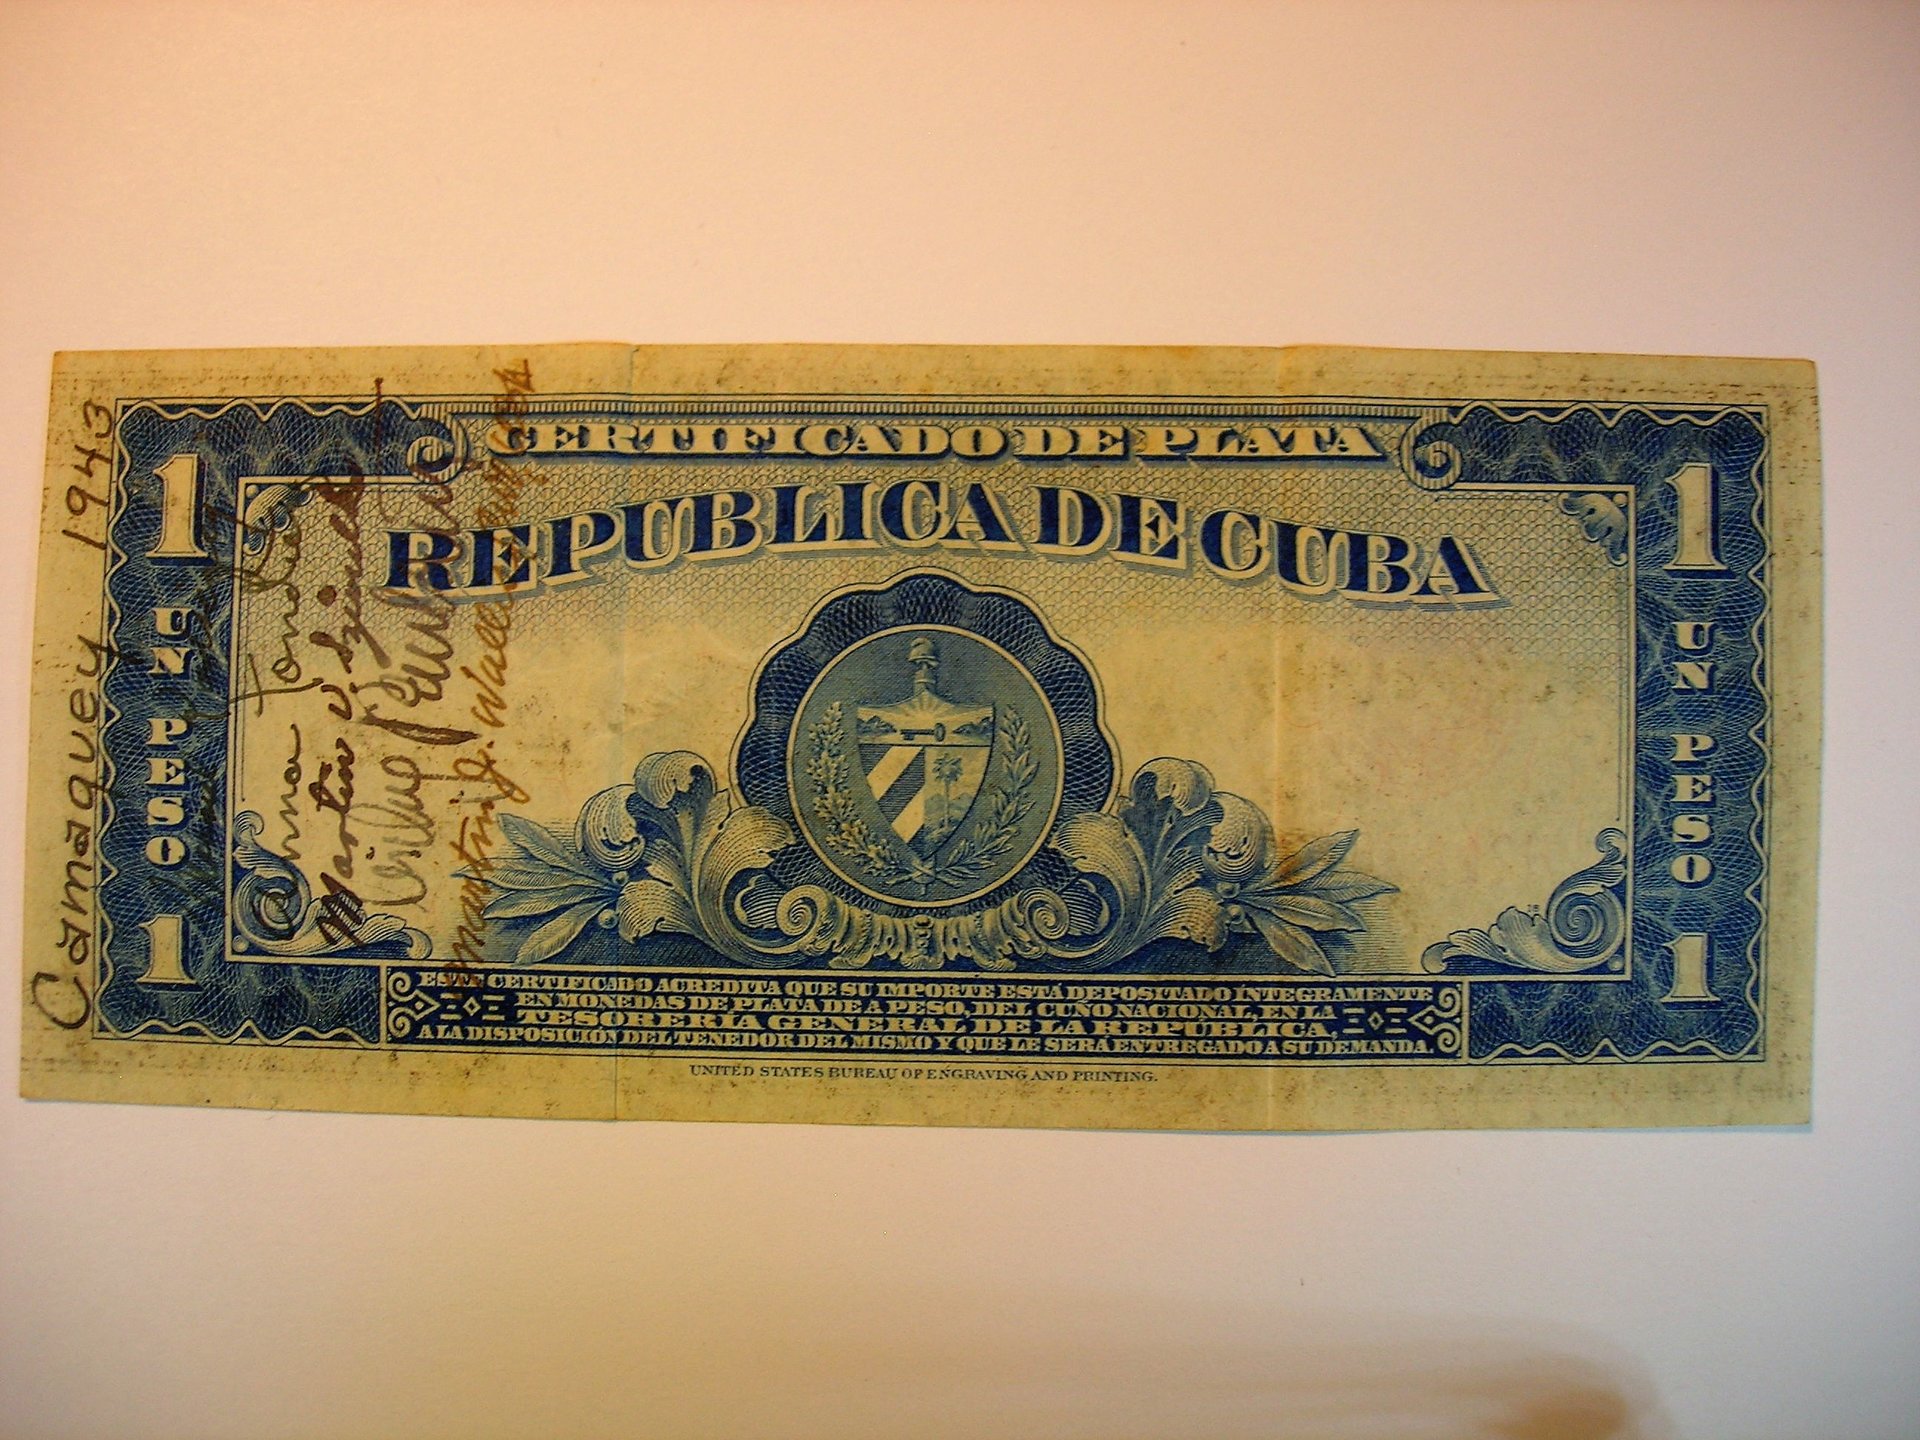 CERTIFICADO DE PLATA
REPUBLICA DE CUBA
1
UN
PESO
1
1
UN
PESO
1
ESTE CERTIFICADO ACREDITA QUE SU IMPORTE ESTÁ DEPOSITADO ÍNTEGRAMENTE
EN MONEDAS DE PLATA DE A PESO, DEL CUÑO NACIONAL, EN LA
TESORERÍA GENERAL DE LA REPÚBLICA,
A LA DISPOSICIÓN DEL TENEDOR DEL MISMO Y QUE LE SERÁ ENTREGADO A SU DEMANDA.
UNITED STATES BUREAU OF ENGRAVING AND PRINTING.
Camaguey 1943
Anna
Martin
J.